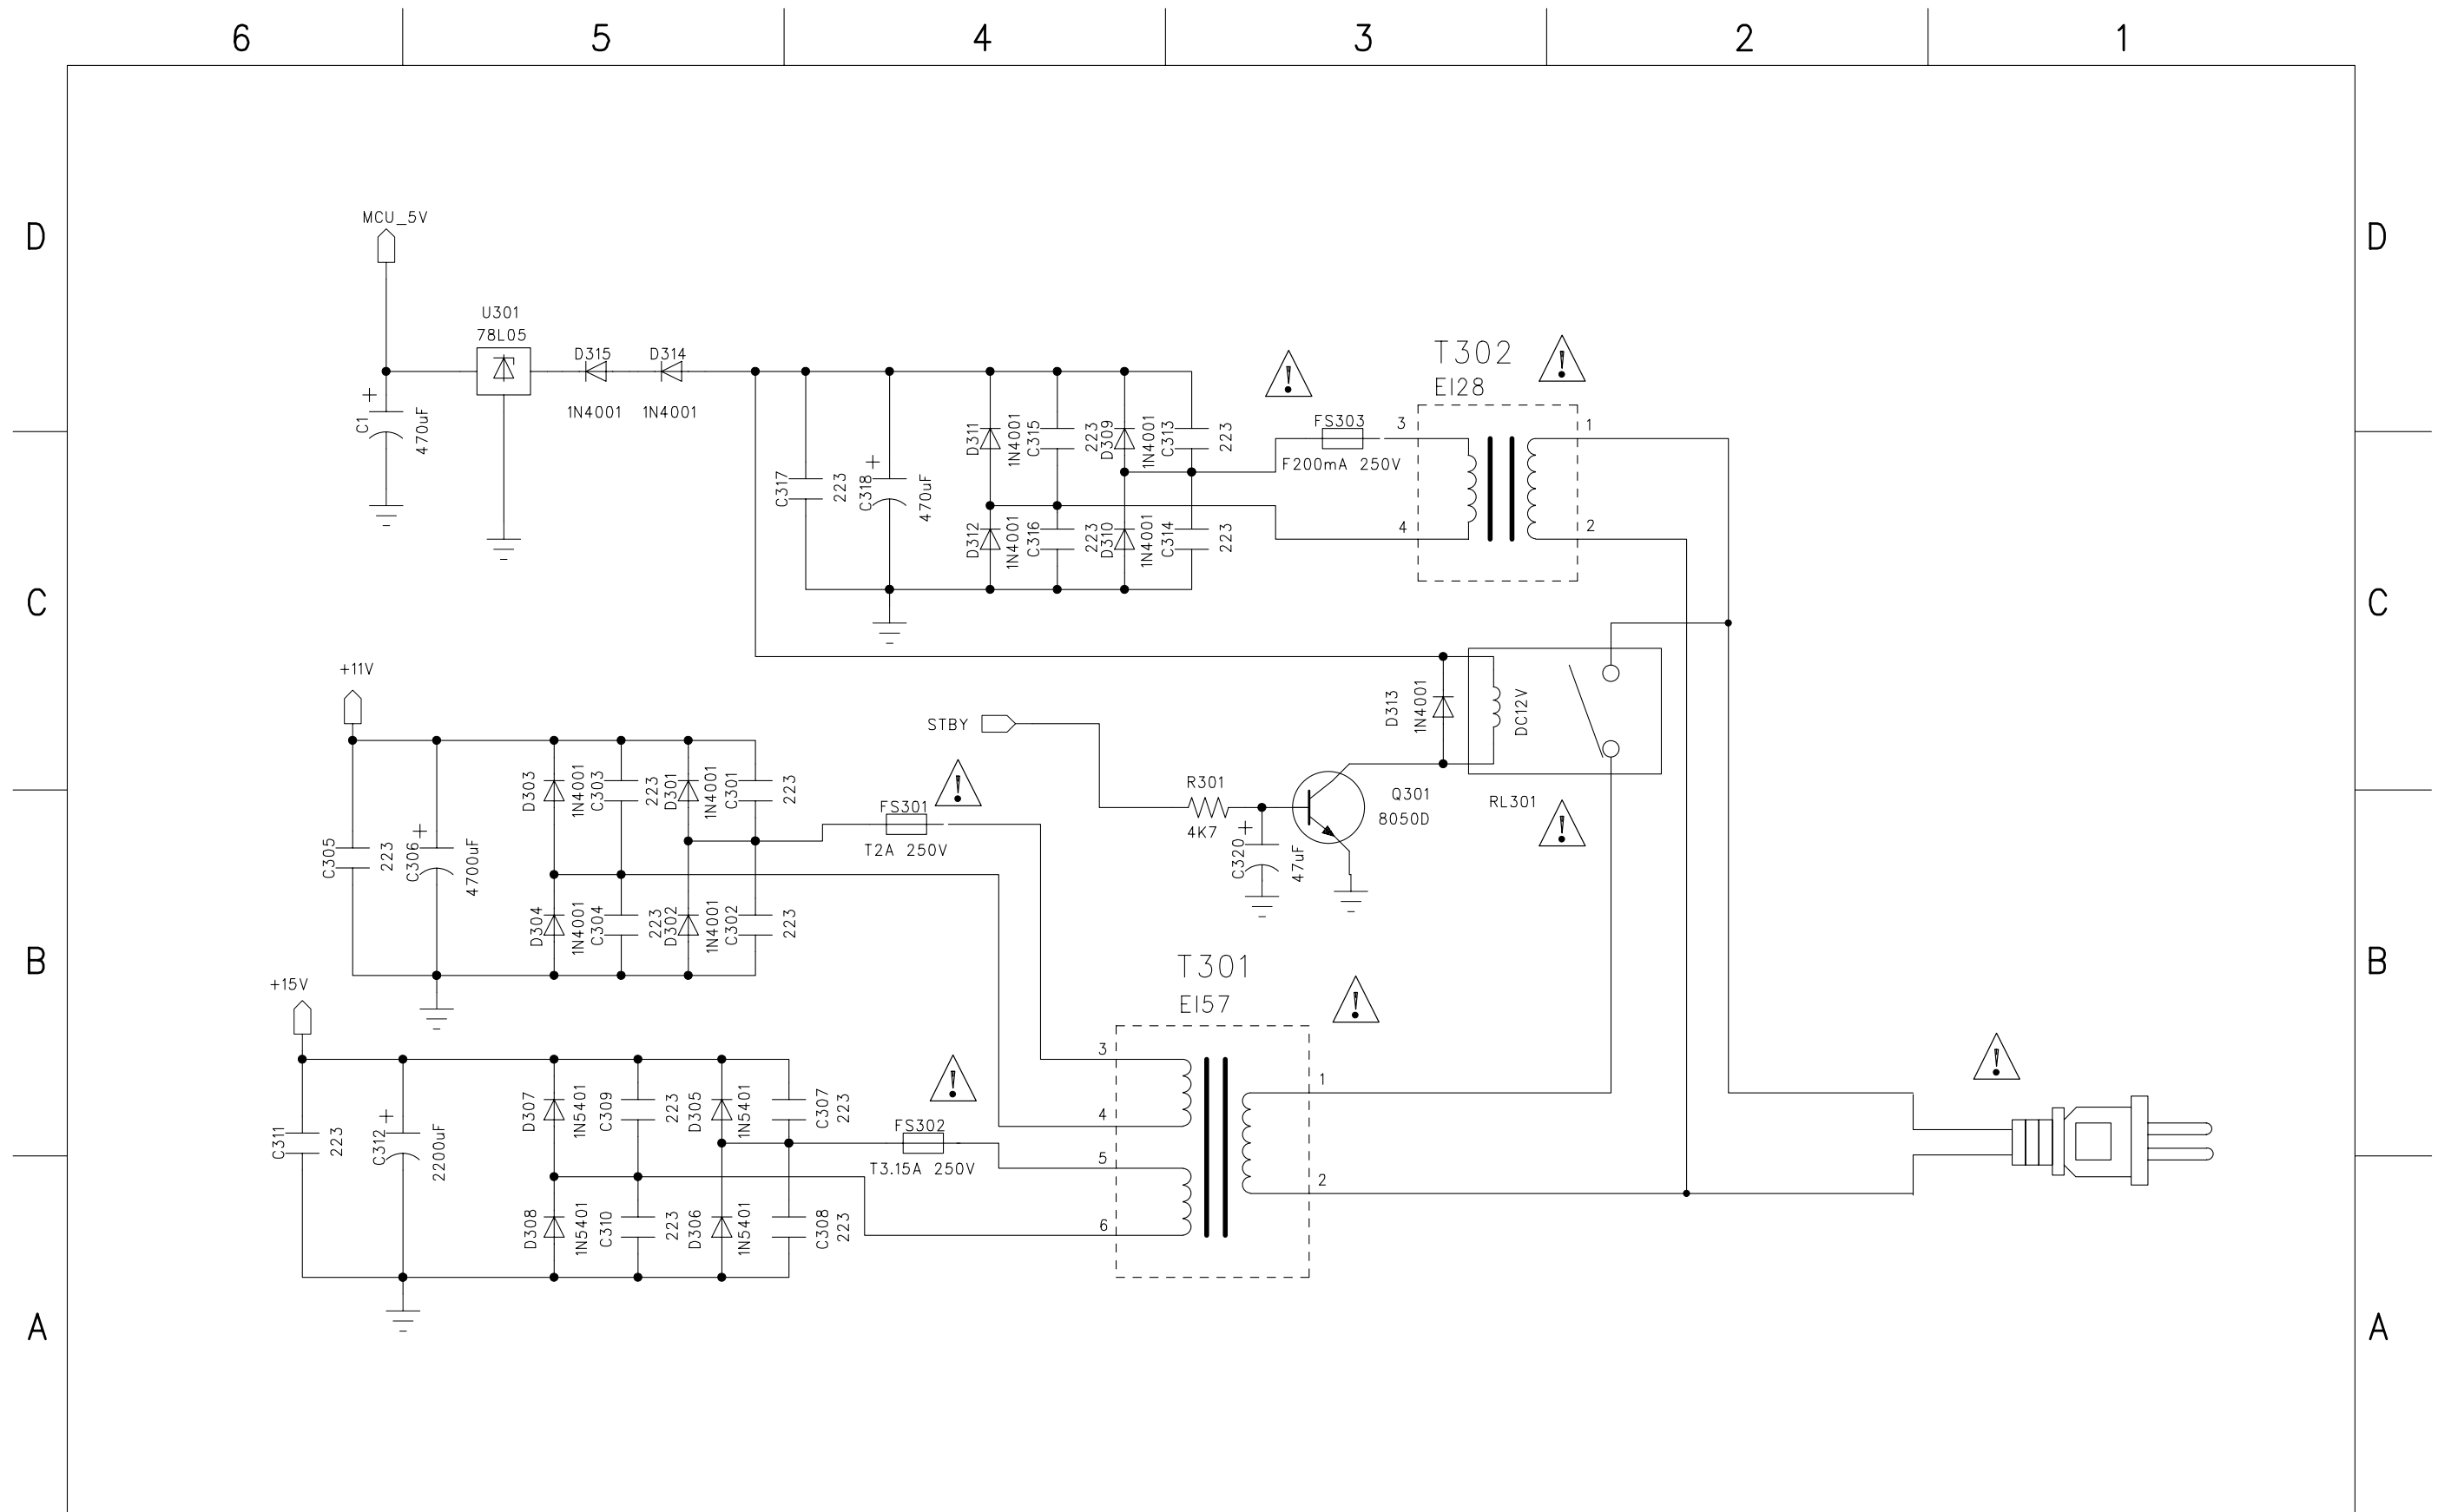 6 5 4 3 2 1
D D
MCU_5V
U301
78L05
D315 D314
1N4001 1N4001
C1
470uF
C317
223
C318
470uF
D311
1N4001
C315
223
D309
1N4001
C313
223
D312
1N4001
C316
223
D310
1N4001
C314
223
!
FS303
F200mA 250V
T302
EI28
!
3
4
1
2
C C
+11V
STBY
D313
1N4001
DC12V
RL301
!
R301
4K7
C320
47uF
Q301
8050D
C305
223
C306
4700uF
D303
1N4001
C303
223
D301
1N4001
C301
223
D304
1N4001
C304
223
D302
1N4001
C302
223
FS301
T2A 250V
!
B B
+15V
T301
EI57
!
3
4
5
6
1
2
!
C311
223
C312
2200uF
D307
1N5401
C309
223
D305
1N5401
C307
223
D308
1N5401
C310
223
D306
1N5401
C308
223
!
FS302
T3.15A 250V
A A